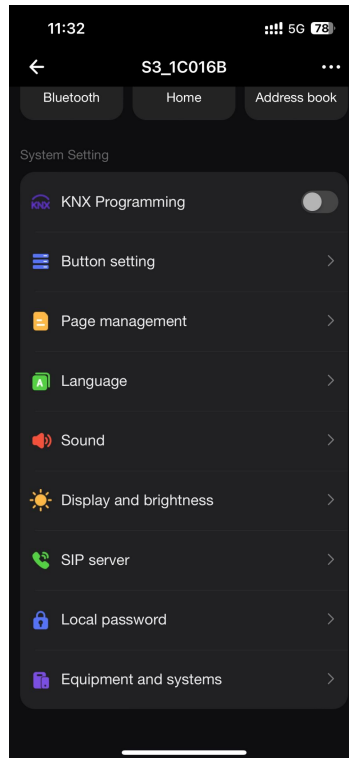 11:32
5G 78
S3_1C016B
Bluetooth
Home
Address book
System Setting
KNX KNX Programming
Button setting
Page management
A Language
Sound
Display and brightness
SIP server
Local password
Equipment and systems